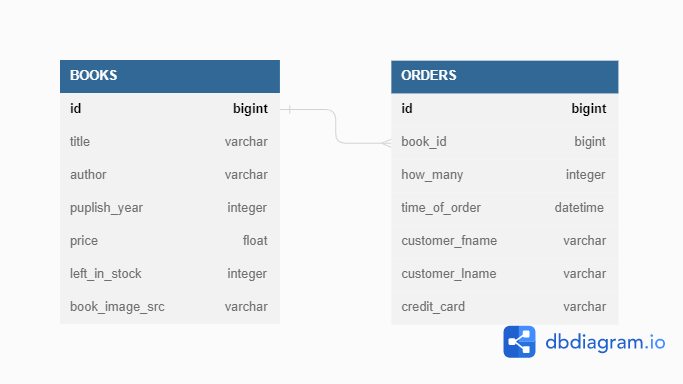 BOOKS
id bigint
title varchar
author varchar
puplish_year integer
price float
left_in_stock integer
book_image_src varchar
ORDERS
id bigint
book_id bigint
how_many integer
time_of_order datetime
customer_fname varchar
customer_lname varchar
credit_card varchar
dbdiagram.io